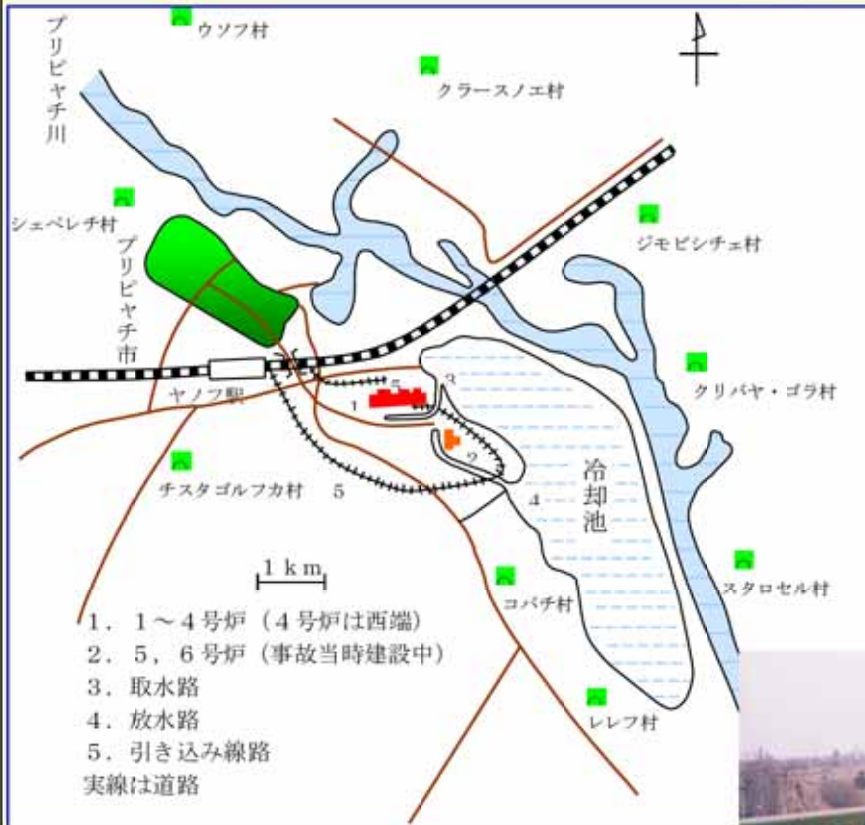 プリピャチ川
ウソフ村
クラースノエ村
シェペレチ村
ジモビシチェ村
プリピャチ市
ヤノフ駅
クリバヤ・ゴラ村
1
2
3
4
5
5
冷却池
チスタゴルフカ村
1 km
コパチ村
スタロセル村
レレフ村
1. 1～4号炉（4号炉は西端）
2. 5, 6号炉（事故当時建設中）
3. 取水路
4. 放水路
5. 引き込み線路
実線は道路